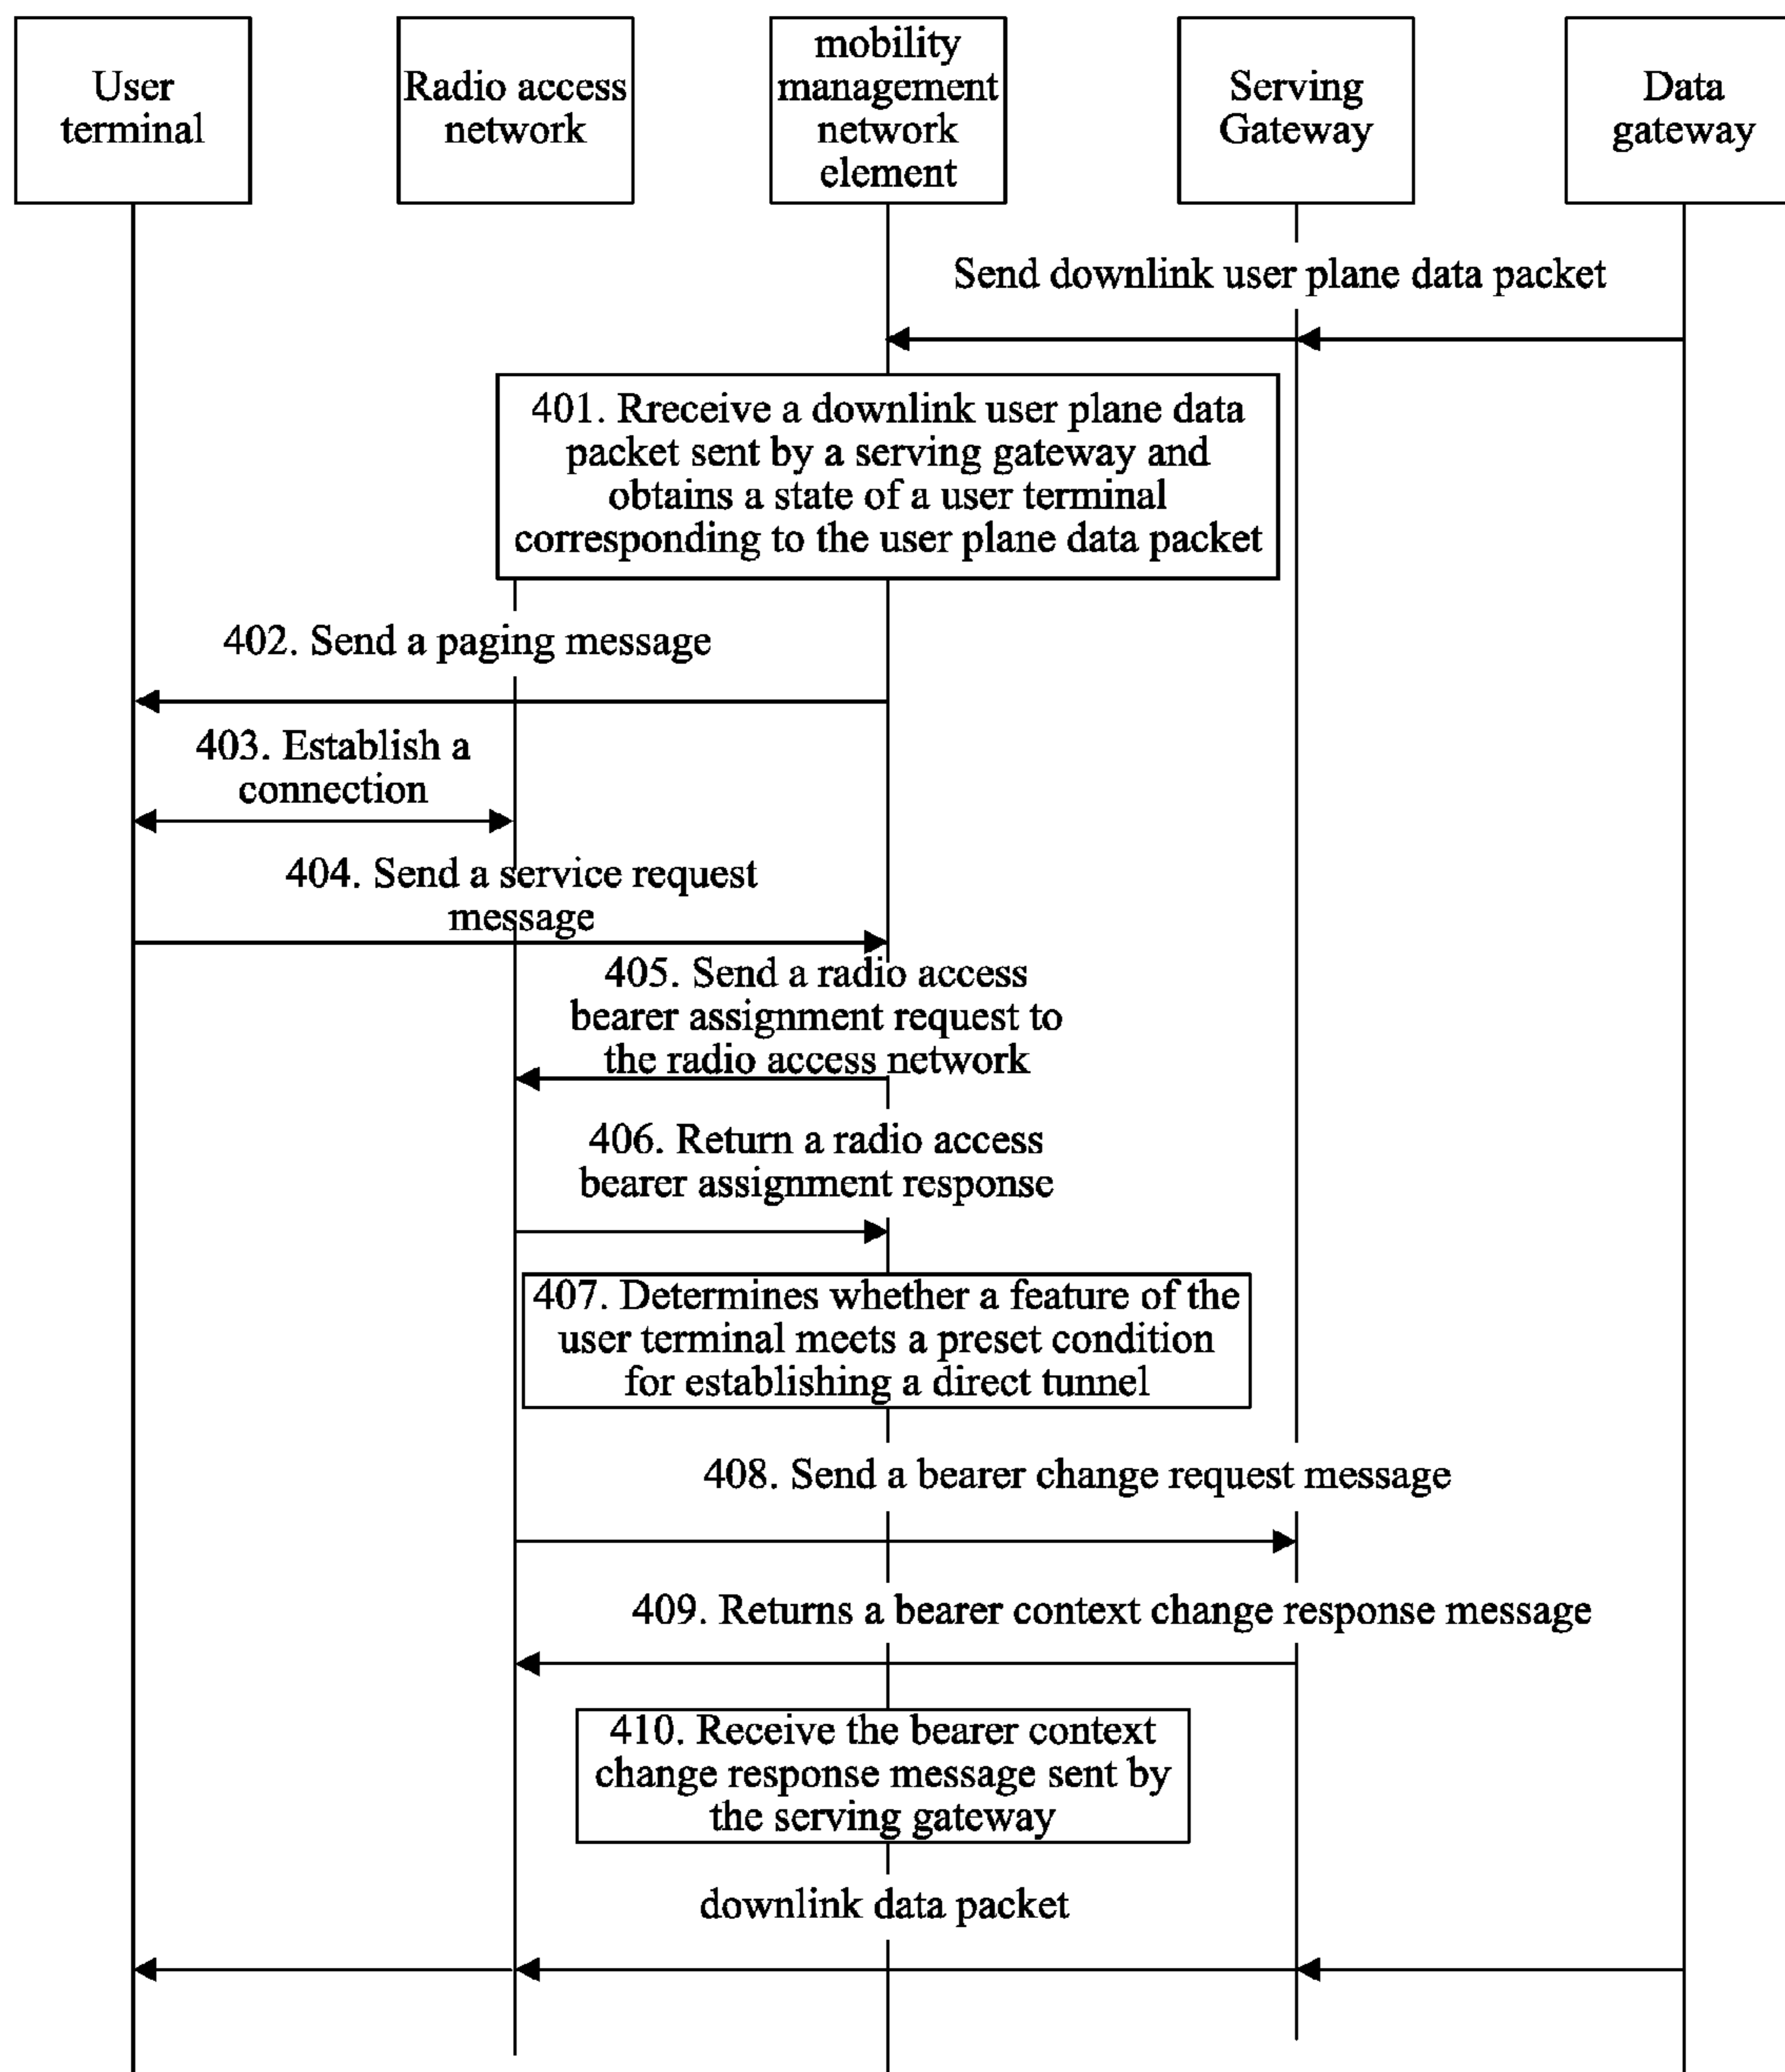 User
terminal
Radio access
network
mobility
management
network
element
Serving
Gateway
Data
gateway
Send downlink user plane data packet
401. Rreceive a downlink user plane data
packet sent by a serving gateway and
obtains a state of a user terminal
corresponding to the user plane data packet
402. Send a paging message
403. Establish a
connection
404. Send a service request
message
405. Send a radio access
bearer assignment request to
the radio access network
406. Return a radio access
bearer assignment response
407. Determines whether a feature of the
user terminal meets a preset condition
for establishing a direct tunnel
408. Send a bearer change request message
409. Returns a bearer context change response message
410. Receive the bearer context
change response message sent by
the serving gateway
downlink data packet